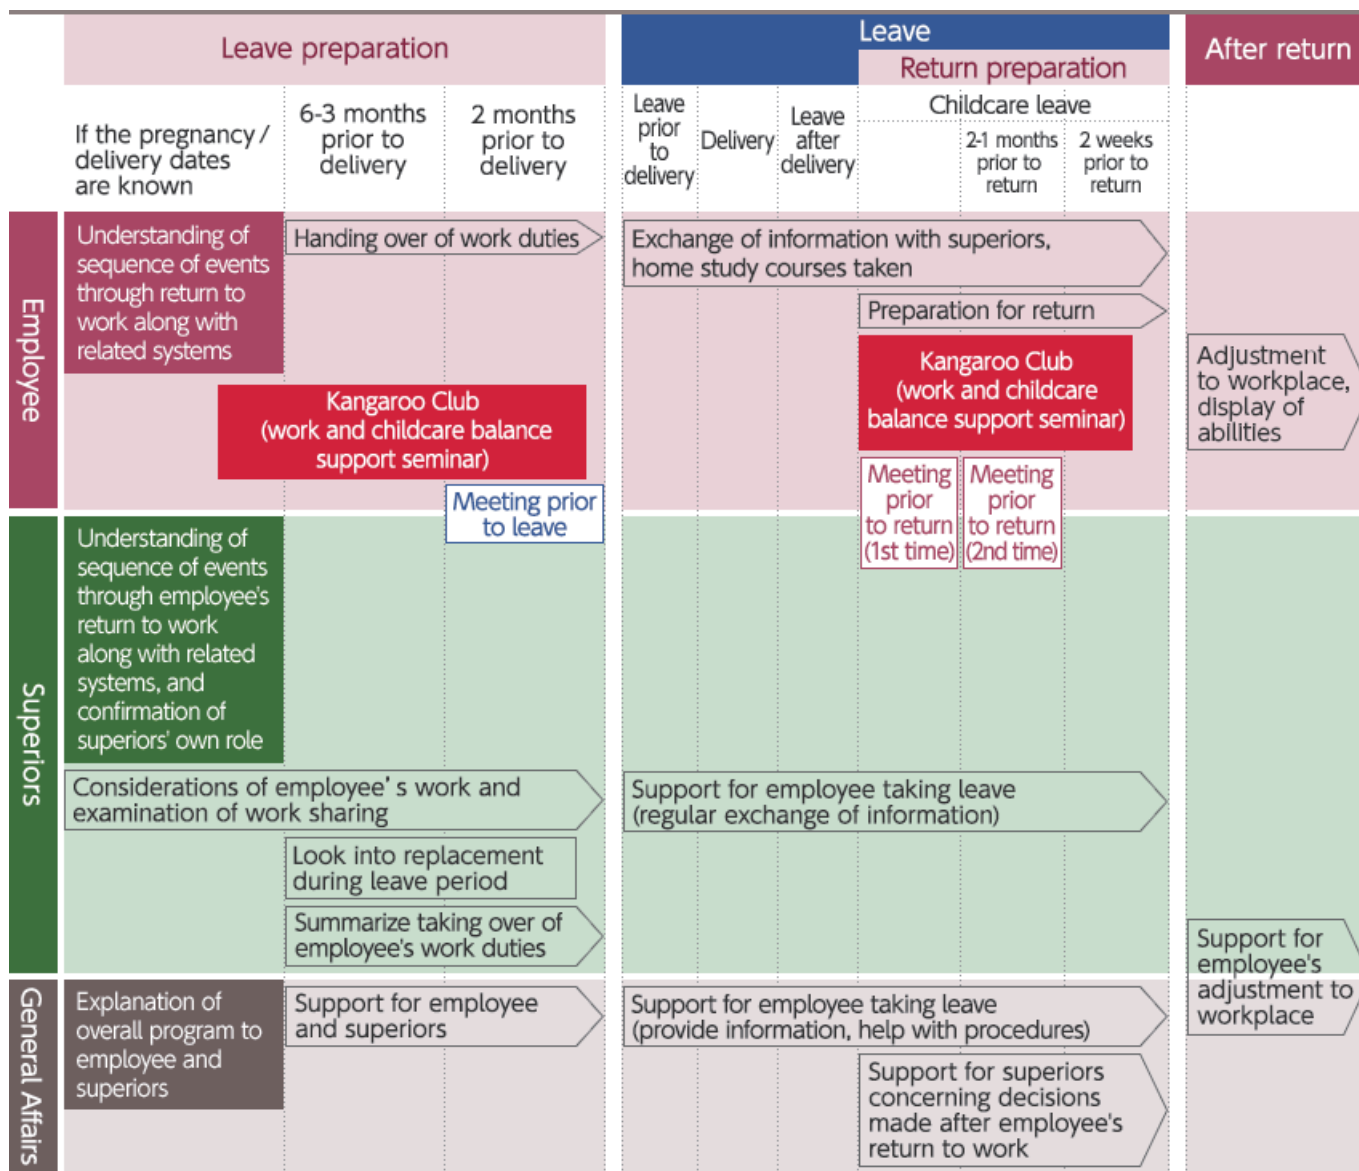 Leave preparation
Leave
Return preparation
After return
If the pregnancy /
delivery dates
are known
6-3 months
prior to
delivery
2 months
prior to
delivery
Leave
prior
to
delivery
Delivery
Leave
after
delivery
Childcare leave
2-1 months
prior to
return
2 weeks
prior to
return
Employee
Understanding of
sequence of events
through return to
work along with
related systems
Handing over of work duties
Exchange of information with superiors,
home study courses taken
Preparation for return
Kangaroo Club
(work and childcare balance
support seminar)
Kangaroo Club
(work and childcare
balance support seminar)
Adjustment
to workplace,
display of
abilities
Meeting prior
to leave
Meeting
prior
to return
(1st time)
Meeting
prior
to return
(2nd time)
Superiors
Understanding of
sequence of events
through employee's
return to work
along with related
systems, and
confirmation of
superiors' own role
Considerations of employee's work and
examination of work sharing
Support for employee taking leave
(regular exchange of information)
Look into replacement
during leave period
Summarize taking over of
employee's work duties
Support for
employee's
adjustment to
workplace
General Affairs
Explanation of
overall program to
employee and
superiors
Support for employee
and superiors
Support for employee taking leave
(provide information, help with procedures)
Support for superiors
concerning decisions
made after employee's
return to work